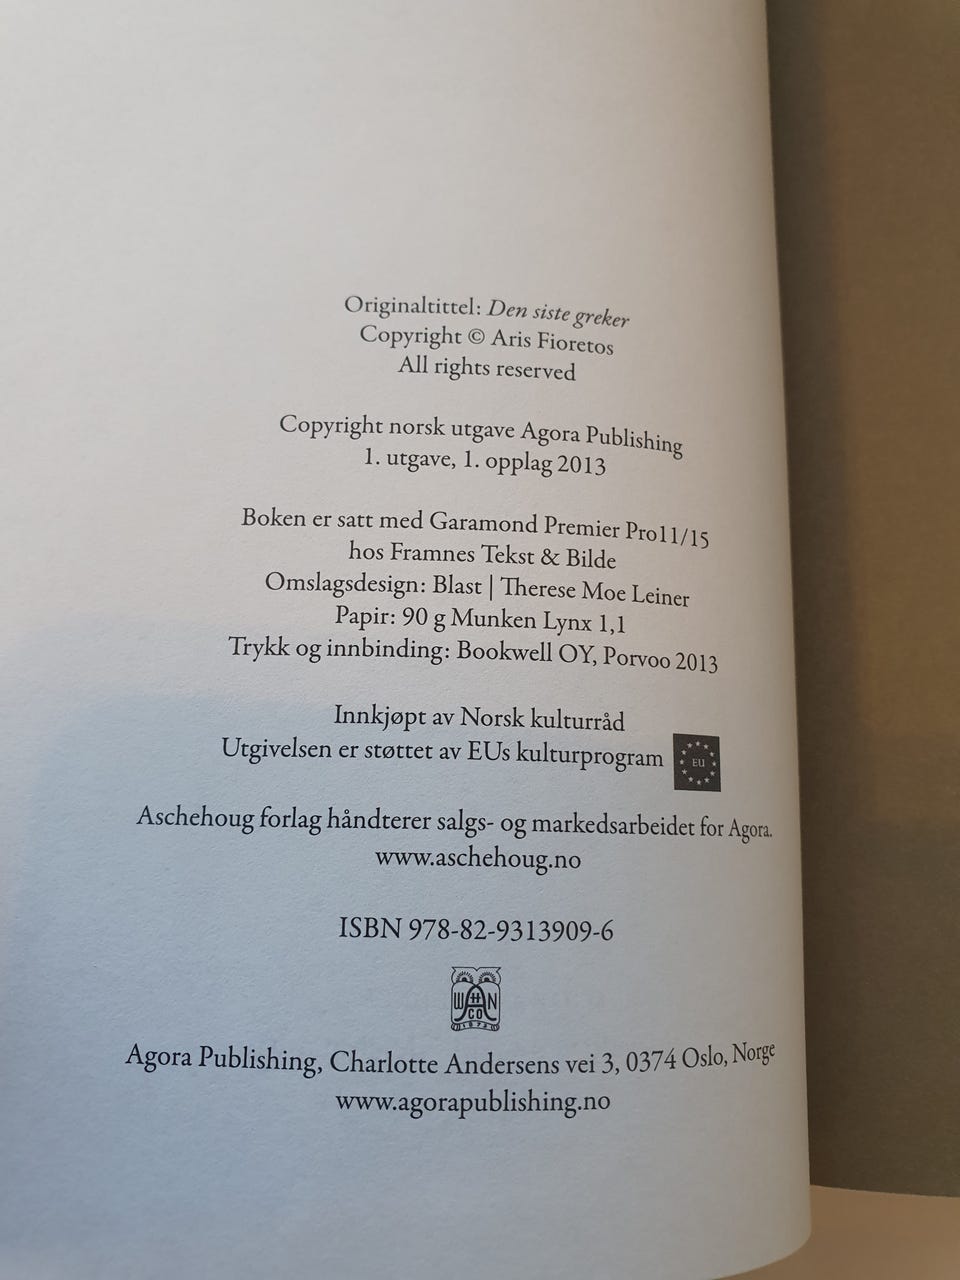 Originaltittel: Den siste greker
Copyright © Aris Fioretos
All rights reserved
Copyright norsk utgave Agora Publishing
1. utgave, 1. opplag 2013
Boken er satt med Garamond Premier Pro11/15
hos Framnes Tekst & Bilde
Omslagsdesign: Blast | Therese Moe Leiner
Papir: 90 g Munken Lynx 1,1
Trykk og innbinding: Bookwell OY, Porvoo 2013
Innkjøpt av Norsk kulturråd
Utgivelsen er støttet av EUs kulturprogram
EU
Aschehoug forlag håndterer salgs- og markedsarbeidet for Agora.
www.aschehoug.no
ISBN 978-82-9313909-6
W H N
CO
1872
Agora Publishing, Charlotte Andersens vei 3, 0374 Oslo, Norge
www.agorapublishing.no